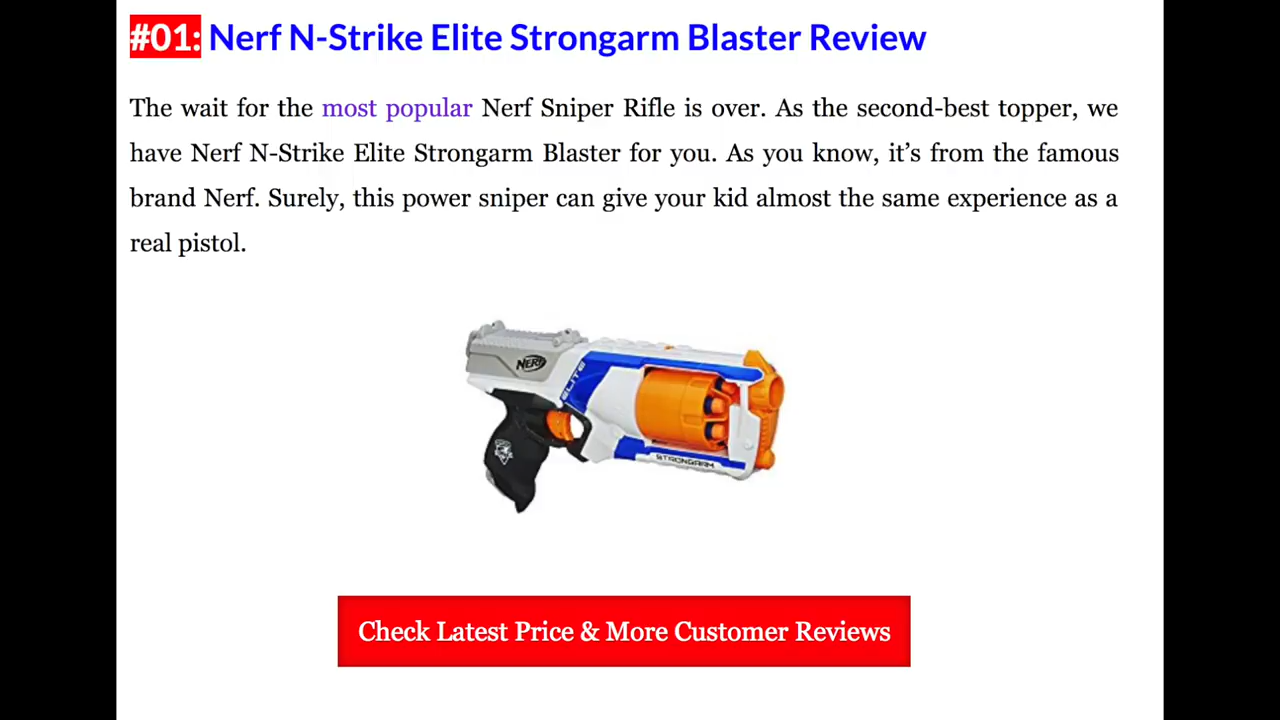 #01: Nerf N-Strike Elite Strongarm Blaster Review
The wait for the most popular Nerf Sniper Rifle is over. As the second-best topper, we
have Nerf N-Strike Elite Strongarm Blaster for you. As you know, it's from the famous
brand Nerf. Surely, this power sniper can give your kid almost the same experience as a
real pistol.
NERF
ELITE
STRONGARM
Check Latest Price & More Customer Reviews